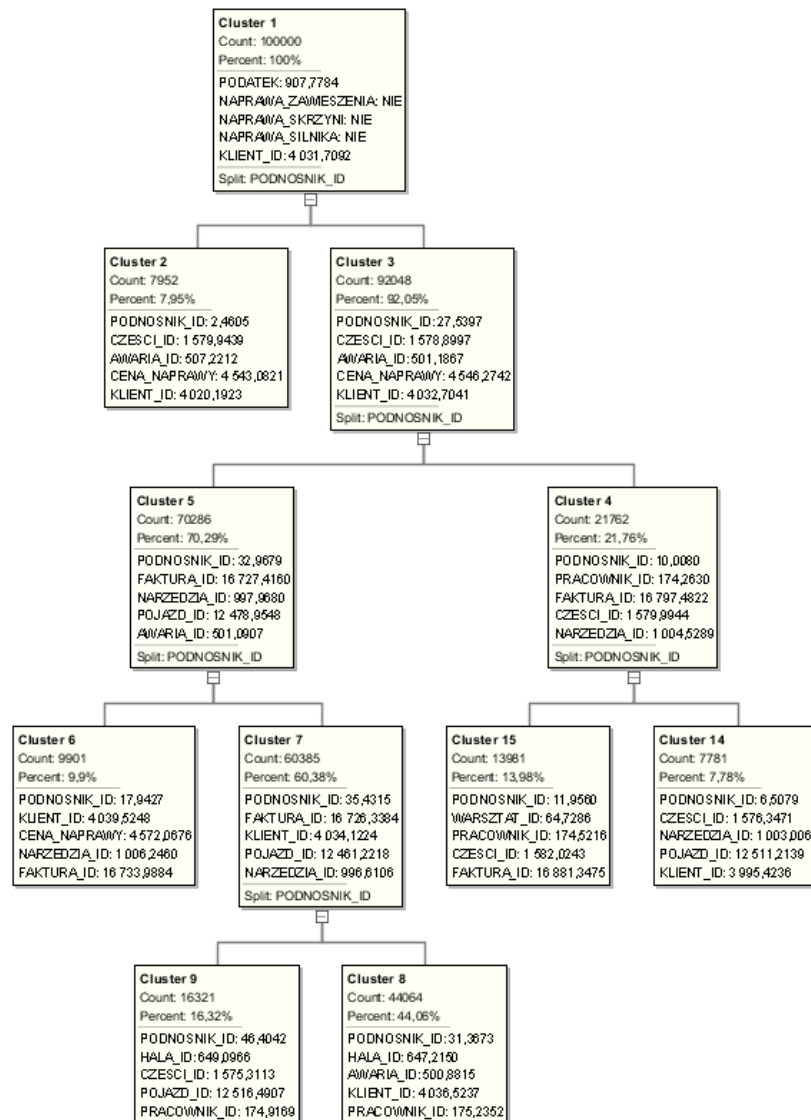 Cluster 1
Count: 100000
Percent: 100%
PODATEK: 907,7784
NAPRAWA_ZAWIESZENIA: NIE
NAPRAWA_SKRZYNI: NIE
NAPRAWA_SILNIKA: NIE
KLIENT_ID: 4 031,7092
Split: PODNOSNIK_ID
Cluster 2
Count: 7952
Percent: 7,95%
PODNOSNIK_ID: 2,4605
CZESCI_ID: 1 579,9439
AWARIA_ID: 507,2212
CENA_NAPRAWY: 4 543,0821
KLIENT_ID: 4 020,1923
Cluster 3
Count: 92048
Percent: 92,05%
PODNOSNIK_ID: 27,5397
CZESCI_ID: 1 578,8997
AWARIA_ID: 501,1867
CENA_NAPRAWY: 4 546,2742
KLIENT_ID: 4 032,7041
Split: PODNOSNIK_ID
Cluster 5
Count: 70286
Percent: 70,29%
PODNOSNIK_ID: 32,9679
FAKTURA_ID: 16 727,4160
NARZEDZIA_ID: 997,9680
POJAZD_ID: 12 478,9548
AWARIA_ID: 501,0907
Split: PODNOSNIK_ID
Cluster 4
Count: 21762
Percent: 21,76%
PODNOSNIK_ID: 10,0080
PRACOWNIK_ID: 174,2630
FAKTURA_ID: 16 797,4822
CZESCI_ID: 1 579,9944
NARZEDZIA_ID: 1 004,5289
Split: PODNOSNIK_ID
Cluster 6
Count: 9901
Percent: 9,9%
PODNOSNIK_ID: 17,9427
KLIENT_ID: 4 039,5248
CENA_NAPRAWY: 4 572,0676
NARZEDZIA_ID: 1 006,2460
FAKTURA_ID: 16 733,9884
Cluster 7
Count: 60385
Percent: 60,38%
PODNOSNIK_ID: 35,4315
FAKTURA_ID: 16 726,3384
KLIENT_ID: 4 034,1224
POJAZD_ID: 12 461,2218
NARZEDZIA_ID: 996,6106
Split: PODNOSNIK_ID
Cluster 15
Count: 13981
Percent: 13,98%
PODNOSNIK_ID: 11,9560
WARSZTAT_ID: 64,7286
PRACOWNIK_ID: 174,5216
CZESCI_ID: 1 582,0243
FAKTURA_ID: 16 881,3475
Cluster 14
Count: 7781
Percent: 7,78%
PODNOSNIK_ID: 6,5079
CZESCI_ID: 1 576,3471
NARZEDZIA_ID: 1 003,006
POJAZD_ID: 12 511,2139
KLIENT_ID: 3 995,4236
Cluster 9
Count: 16321
Percent: 16,32%
PODNOSNIK_ID: 46,4042
HALA_ID: 649,0966
CZESCI_ID: 1 575,3113
POJAZD_ID: 12 516,4907
PRACOWNIK_ID: 174,9169
Cluster 8
Count: 44064
Percent: 44,06%
PODNOSNIK_ID: 31,3673
HALA_ID: 647,2150
AWARIA_ID: 500,8815
KLIENT_ID: 4 036,5237
PRACOWNIK_ID: 175,2352